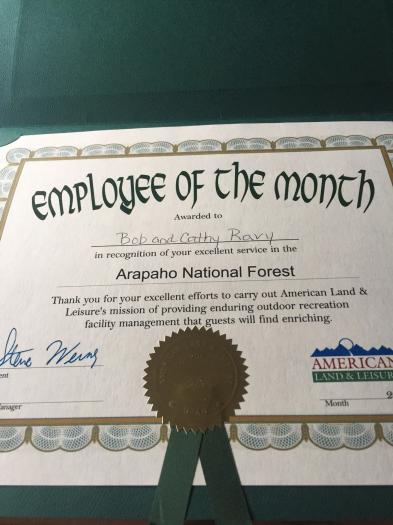 EMPLOYEE OF THE MONTH
Awarded to
Bob and Cathy Ravy
in recognition of your excellent service in the
Arapaho National Forest
Thank you for your excellent efforts to carry out American Land &
Leisure's mission of providing enduring outdoor recreation
facility management that guests will find enriching.
Steve
AMERICAN
LAND & LEISURE
Month